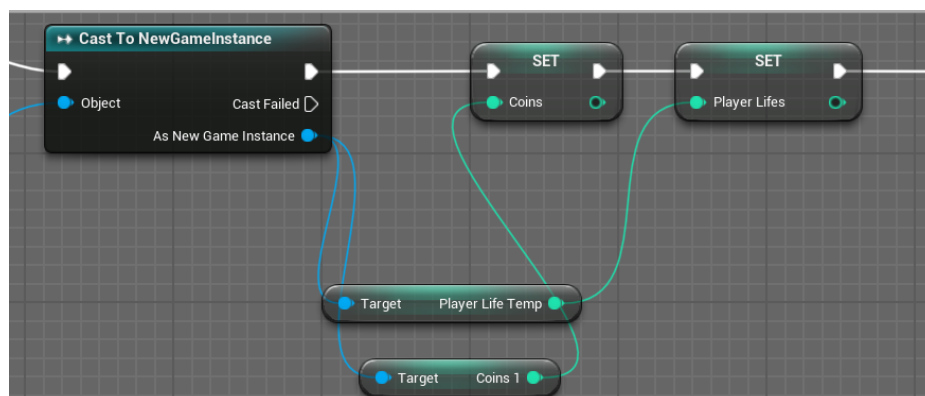 Cast To NewGameInstance
Object
Cast Failed
As New Game Instance
SET
Coins
SET
Player Lifes
Target Player Life Temp
Target Coins 1